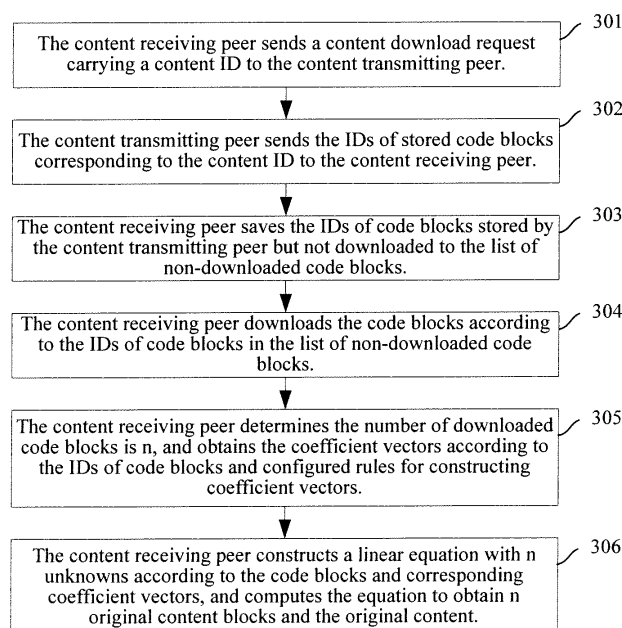 301
The content receiving peer sends a content download request
carrying a content ID to the content transmitting peer.
302
The content transmitting peer sends the IDs of stored code blocks
corresponding to the content ID to the content receiving peer.
303
The content receiving peer saves the IDs of code blocks stored by
the content transmitting peer but not downloaded to the list of
non-downloaded code blocks.
304
The content receiving peer downloads the code blocks according
to the IDs of code blocks in the list of non-downloaded code
blocks.
305
The content receiving peer determines the number of downloaded
code blocks is n, and obtains the coefficient vectors according to
the IDs of code blocks and configured rules for constructing
coefficient vectors.
306
The content receiving peer constructs a linear equation with n
unknowns according to the code blocks and corresponding
coefficient vectors, and computes the equation to obtain n
original content blocks and the original content.